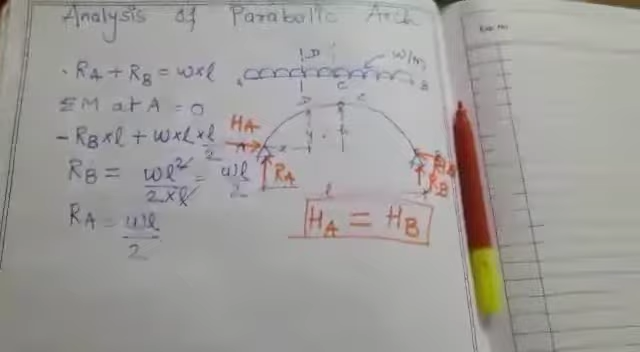 Analysis of Parabolic Arch
. RA + RB = w×l
ΣM at A = 0
- RB×l + w×l×l/2
RB = wl²/2×l = wl/2
RA = wl/2
D
w/m
A
C
B
D
C
HA
A
x
y
h
RA
l
RB
HA = HB